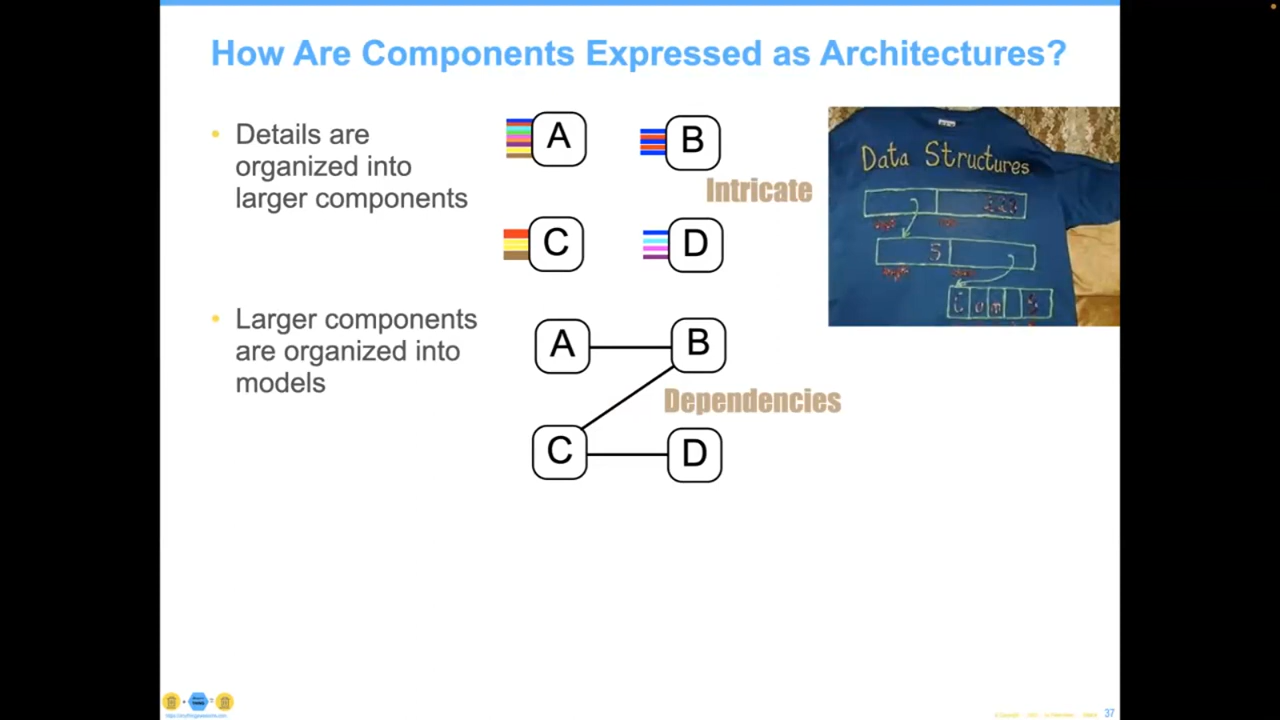 How Are Components Expressed as Architectures?
• Details are
organized into
larger components
A
B
Intricate
C
D
Data Structures
5
• Larger components
are organized into
models
A
B
Dependencies
C
D
37